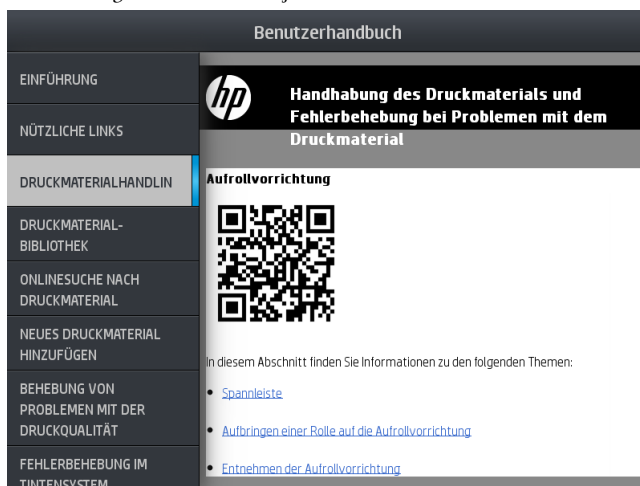 Benutzerhandbuch
EINFÜHRUNG
NÜTZLICHE LINKS
DRUCKMATERIALHANDLIN
DRUCKMATERIAL-
BIBLIOTHEK
ONLINESUCHE NACH
DRUCKMATERIAL
NEUES DRUCKMATERIAL
HINZUFÜGEN
BEHEBUNG VON
PROBLEMEN MIT DER
DRUCKQUALITÄT
FEHLERBEHEBUNG IM
TINTENSYSTEM
hp
Handhabung des Druckmaterials und
Fehlerbehebung bei Problemen mit dem
Druckmaterial
Aufrollvorrichtung
In diesem Abschnitt finden Sie Informationen zu den folgenden Themen:
• Spannleiste
• Aufbringen einer Rolle auf die Aufrollvorrichtung
• Entnehmen der Aufrollvorrichtung